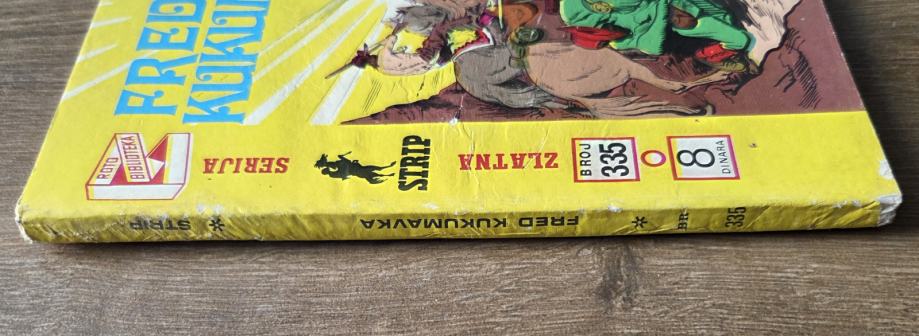 FRED
KUKUM
ROTO
BIBLIOTEKA
SERIJA
STRIP
ZLATNA
BROJ
335
8
DINARA
BR. 335 * FRED KUKUMAVKA * STRIP